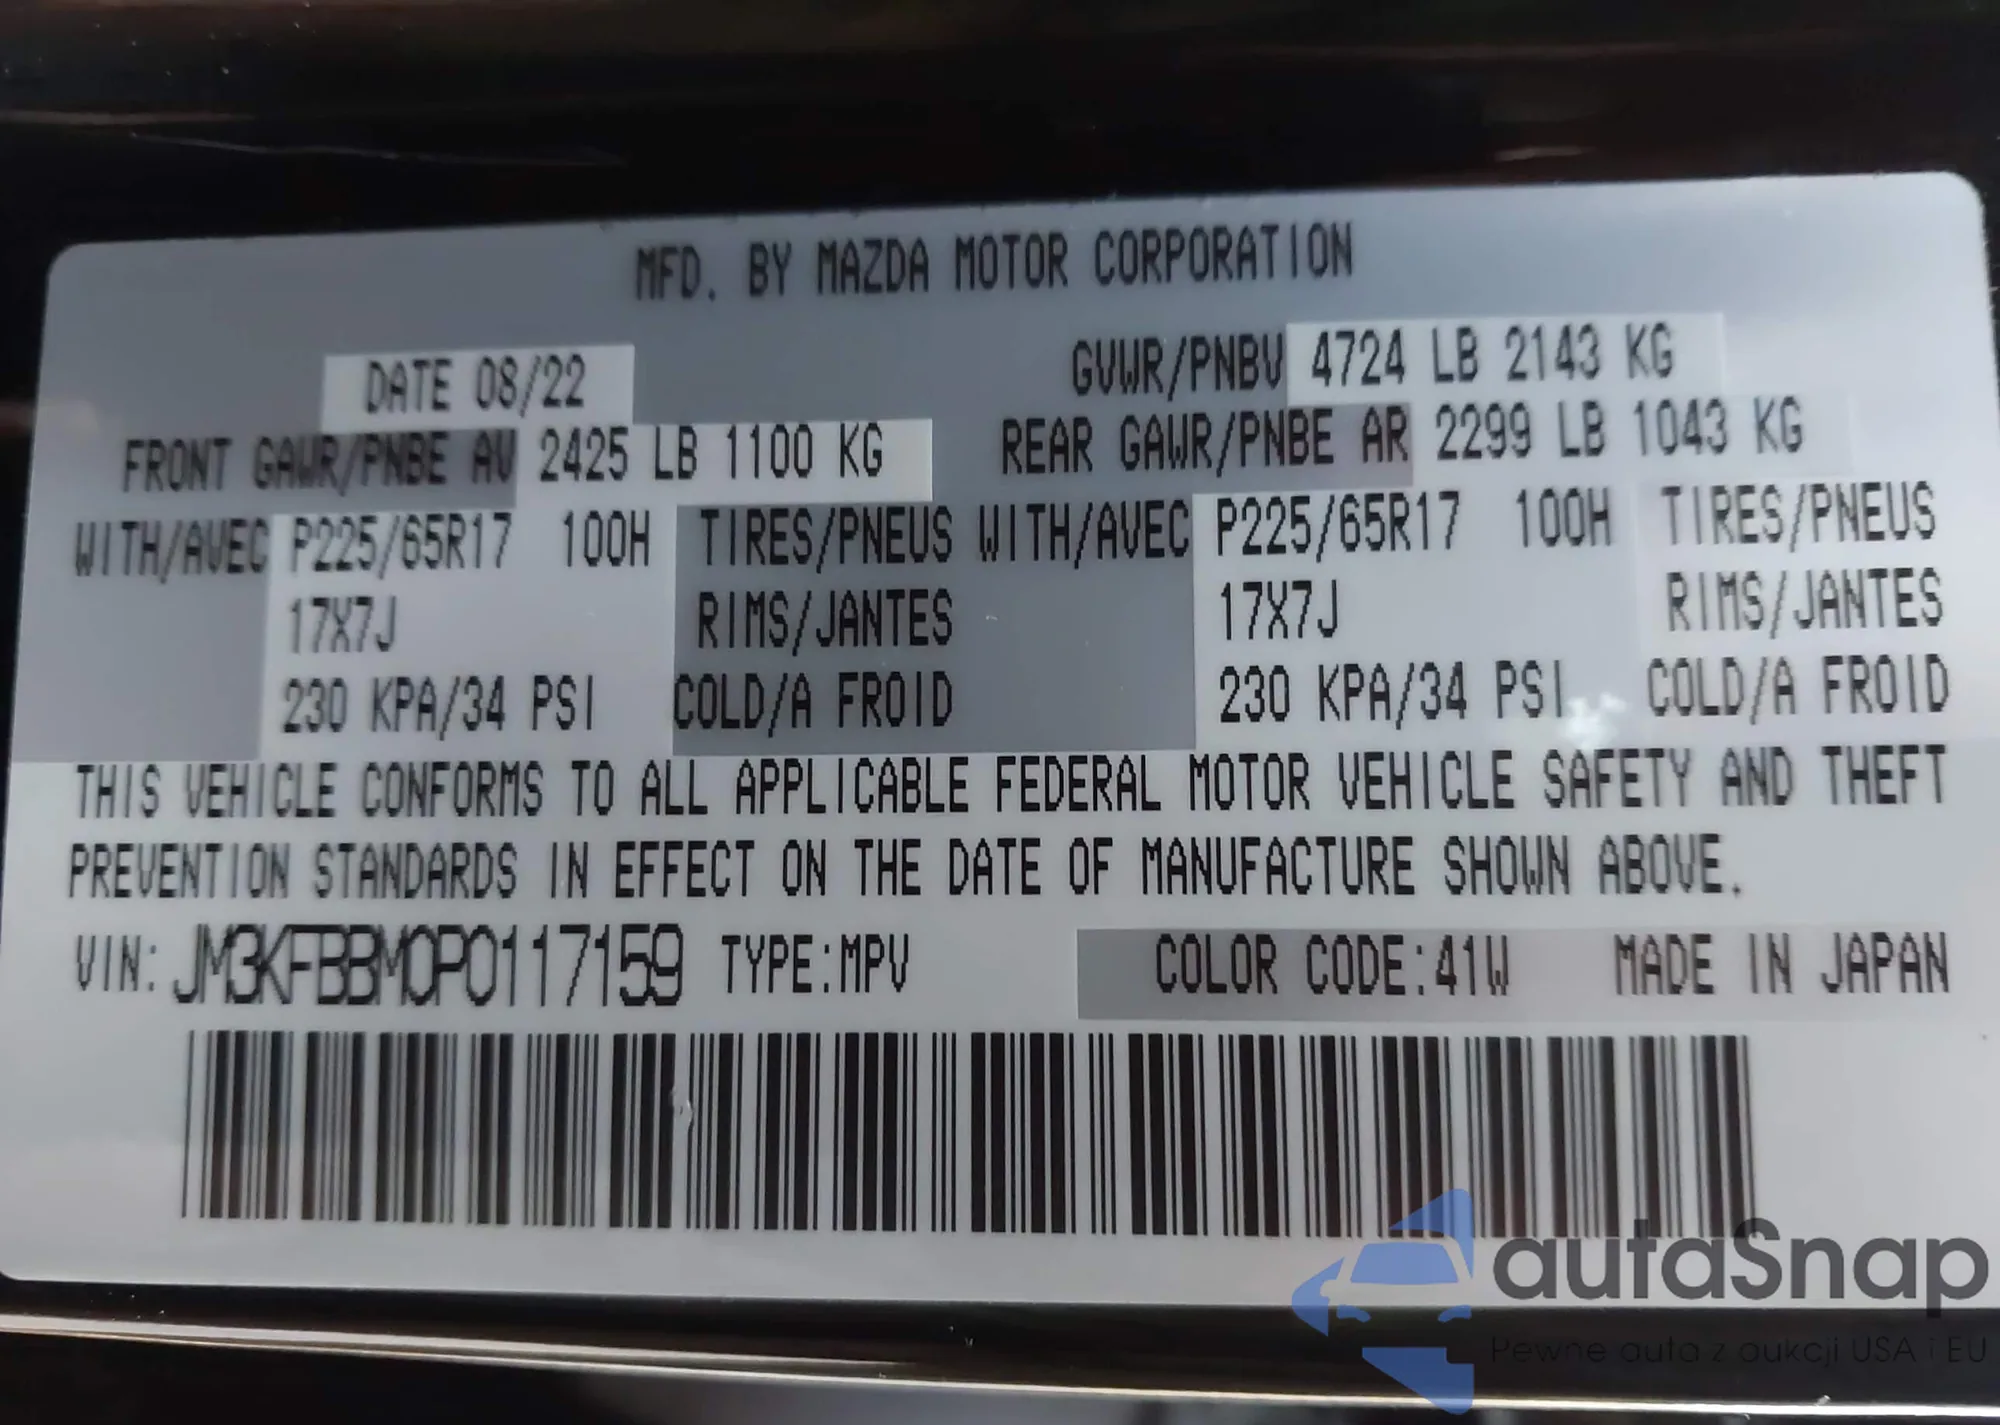 MFD. BY MAZDA MOTOR CORPORATION
DATE 08/22 GVWR/PNBV 4724 LB 2143 KG
FRONT GAWR/PNBE AV 2425 LB 1100 KG REAR GAWR/PNBE AR 2299 LB 1043 KG
WITH/AVEC P225/65R17 100H TIRES/PNEUS WITH/AVEC P225/65R17 100H TIRES/PNEUS
17X7J RIMS/JANTES 17X7J RIMS/JANTES
230 KPA/34 PSI COLD/A FROID 230 KPA/34 PSI COLD/A FROID
THIS VEHICLE CONFORMS TO ALL APPLICABLE FEDERAL MOTOR VEHICLE SAFETY AND THEFT
PREVENTION STANDARDS IN EFFECT ON THE DATE OF MANUFACTURE SHOWN ABOVE.
VIN: JM3KFBBM0P0117159 TYPE:MPV COLOR CODE:41W MADE IN JAPAN
autaSnap
Pewne auta z aukcji USA i EU